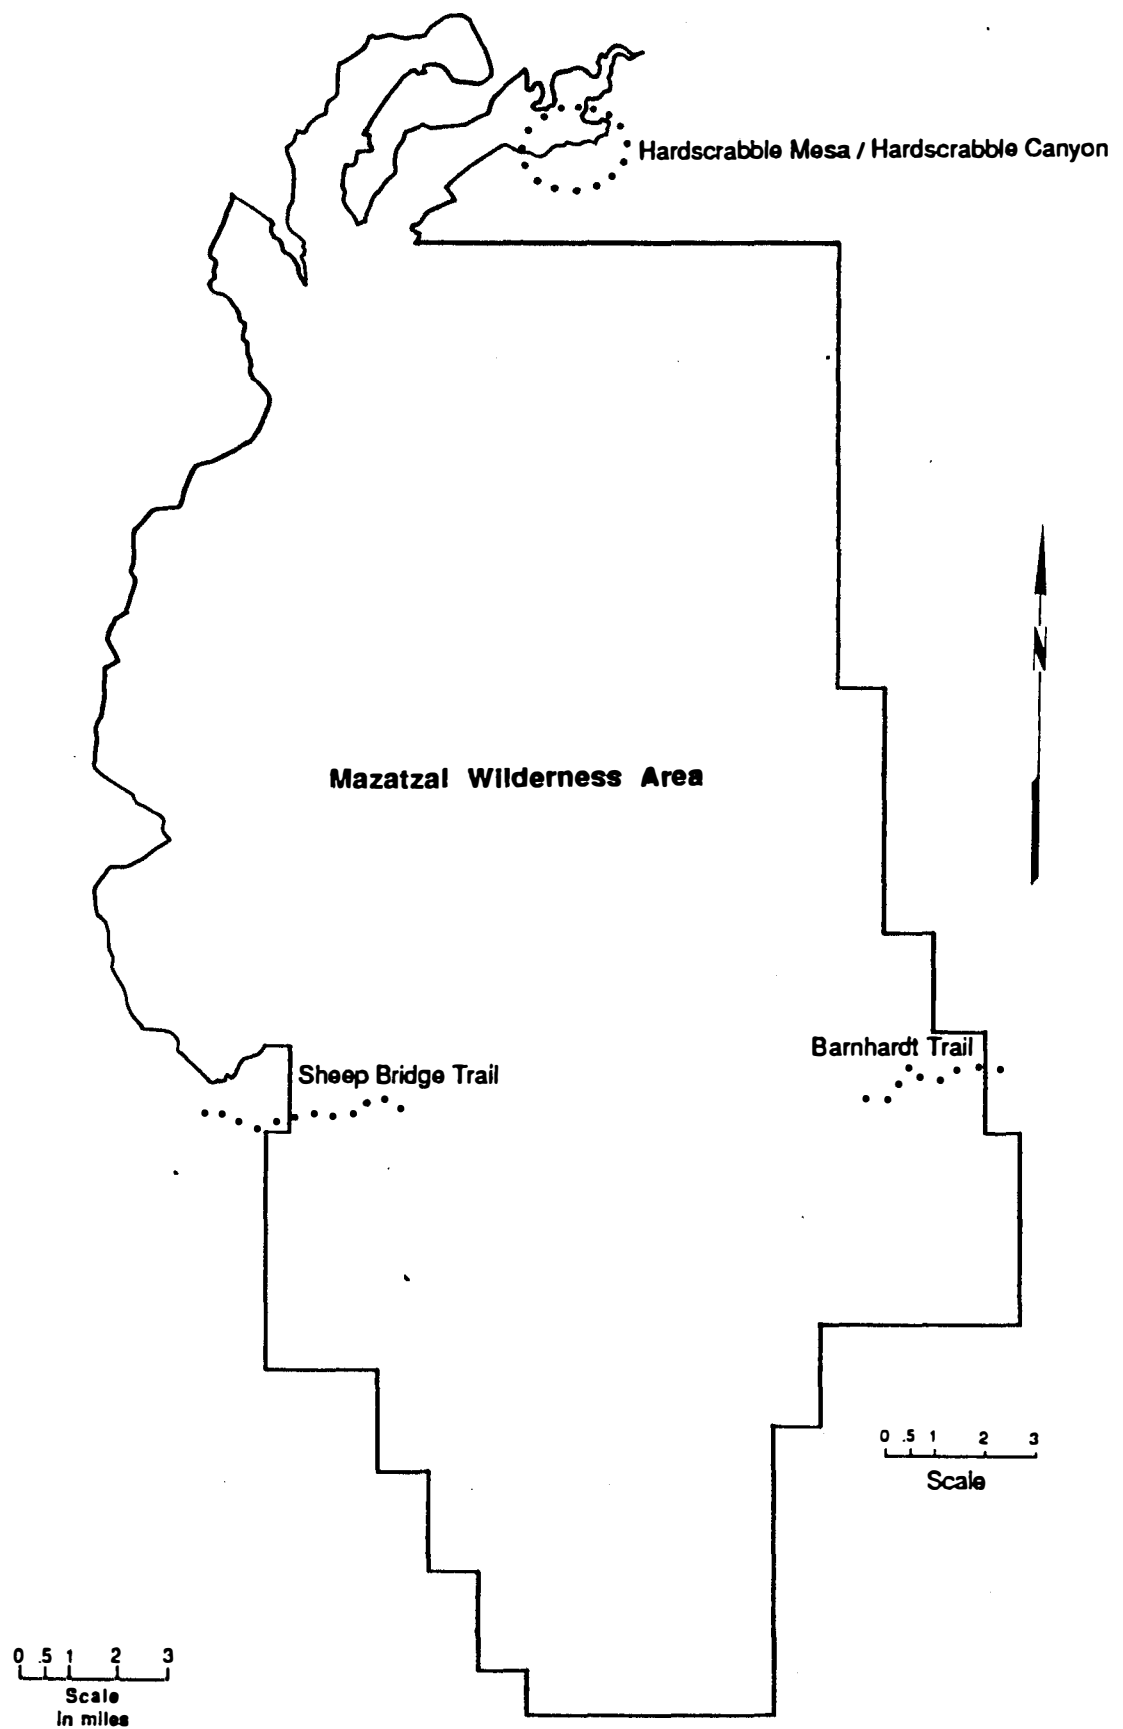 Hardscrabble Mesa / Hardscrabble Canyon
N
Mazatzal Wilderness Area
Barnhardt Trail
Sheep Bridge Trail
0 .5 1 2 3
Scale
0 .5 1 2 3
Scale
in miles